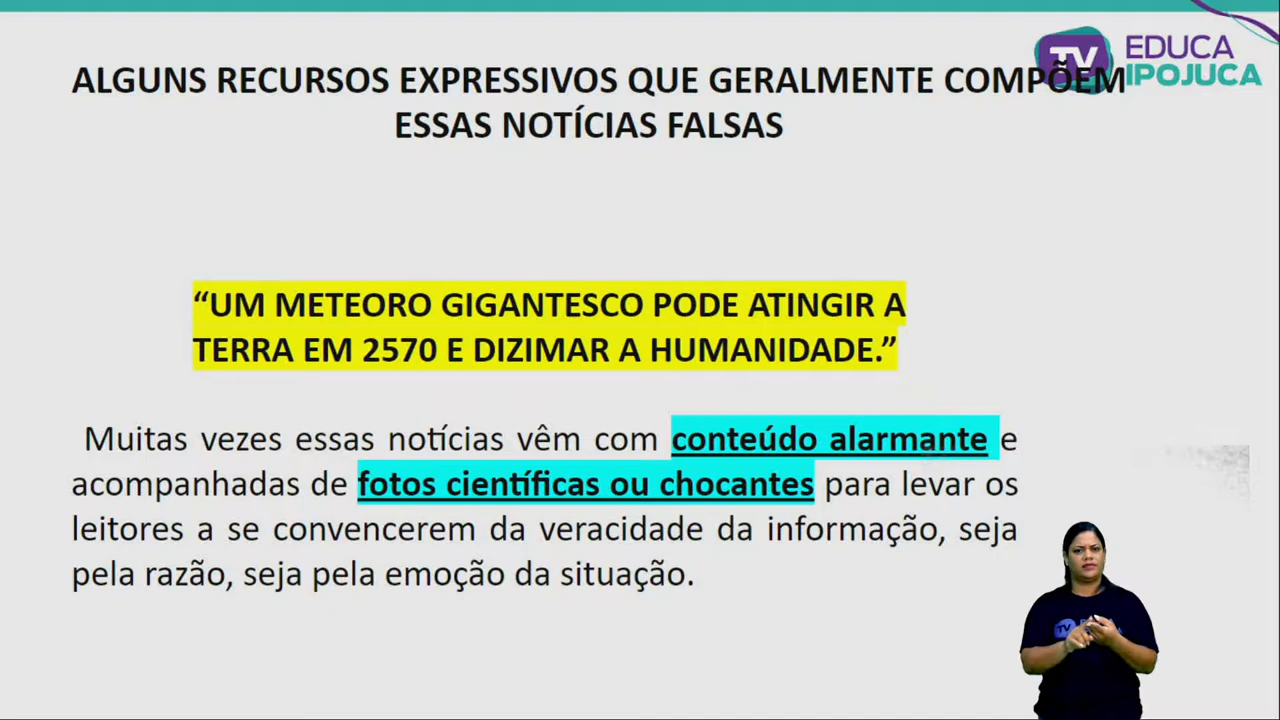 TV EDUCA
IPOJUCA
ALGUNS RECURSOS EXPRESSIVOS QUE GERALMENTE COMPÕEM
ESSAS NOTÍCIAS FALSAS
“UM METEORO GIGANTESCO PODE ATINGIR A
TERRA EM 2570 E DIZIMAR A HUMANIDADE.”
Muitas vezes essas notícias vêm com conteúdo alarmante e
acompanhadas de fotos científicas ou chocantes para levar os
leitores a se convencerem da veracidade da informação, seja
pela razão, seja pela emoção da situação.
TV